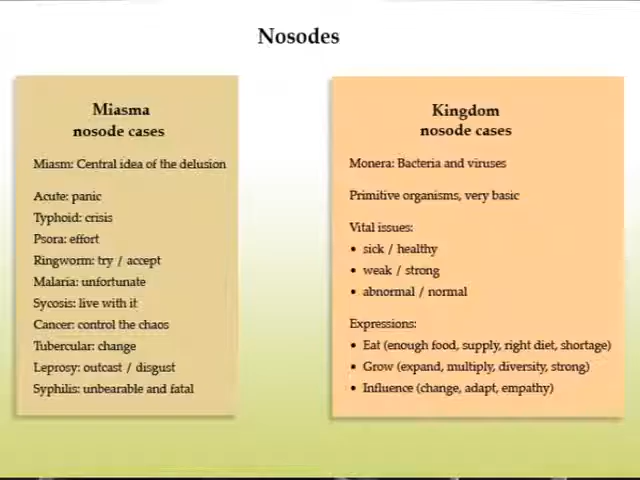 Nosodes
Miasma
nosode cases
Miasm: Central idea of the delusion
Acute: panic
Typhoid: crisis
Psora: effort
Ringworm: try / accept
Malaria: unfortunate
Sycosis: live with it
Cancer: control the chaos
Tubercular: change
Leprosy: outcast / disgust
Syphilis: unbearable and fatal
Kingdom
nosode cases
Monera: Bacteria and viruses
Primitive organisms, very basic
Vital issues:
• sick / healthy
• weak / strong
• abnormal / normal
Expressions:
• Eat (enough food, supply, right diet, shortage)
• Grow (expand, multiply, diversity, strong)
• Influence (change, adapt, empathy)